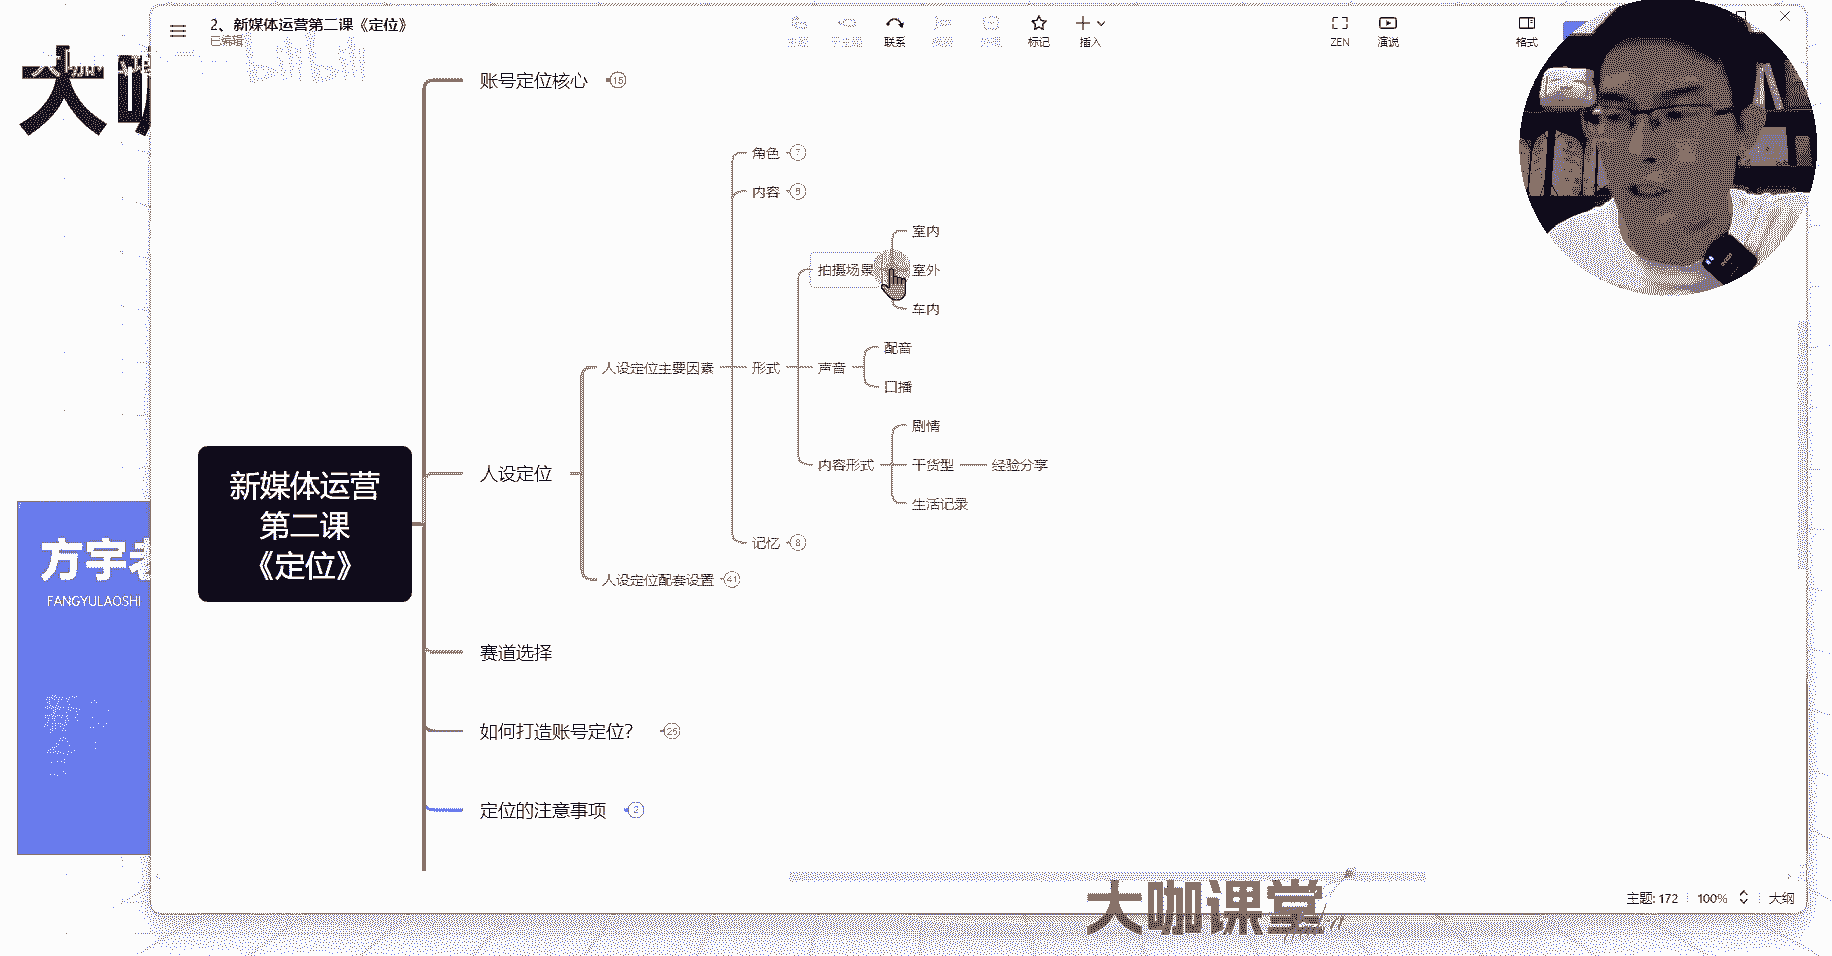 大咖
2、新媒体运营第二课《定位》
已编辑
联系
标记
插入
ZEN
演说
格式
bilibili
账号定位核心 15
角色 7
内容
室内
拍摄场景
室外
车内
配音
人设定位主要因素
形式
声音
口播
剧情
人设定位
内容形式
干货型
经验分享
生活记录
新媒体运营
第二课
《定位》
记忆 8
人设定位配套设置 41
方宇老
FANGYULAOSHI
赛道选择
如何打造账号定位? 25
定位的注意事项 2
大咖课堂
主题: 172
100%
大纲